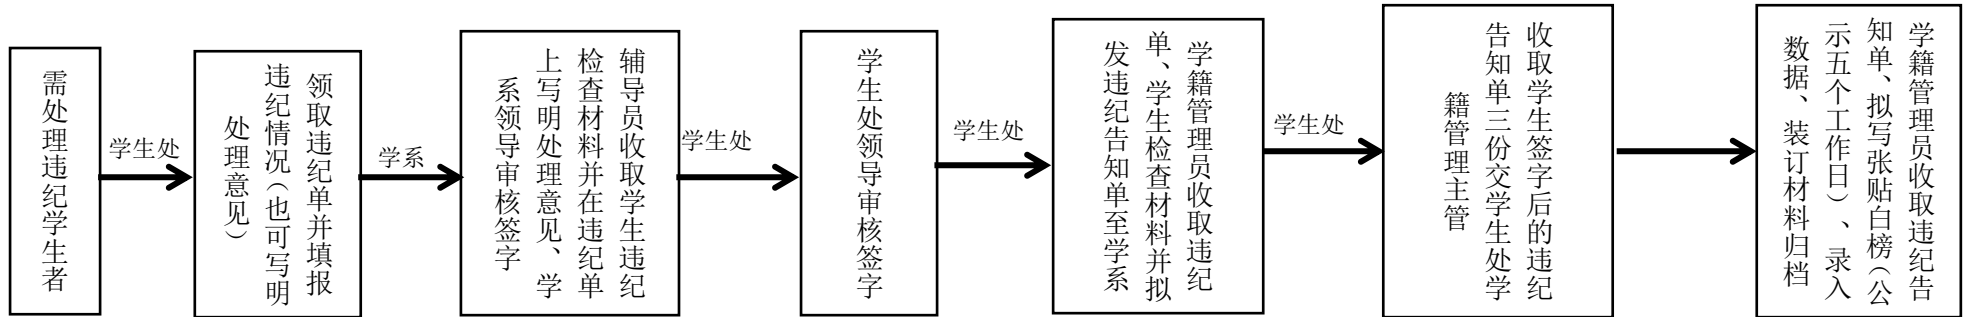 需处理违纪学生者
学生处
领取违纪单并填报
违纪情况（也可写明
处理意见）
学系
辅导员收取学生违纪
检查材料并在违纪单
上写明处理意见、学
系领导审核签字
学生处
学生处领导审核签字
学生处
学籍管理员收取违纪
单、学生检查材料并拟
发违纪告知单至学系
学生处
收取学生签字后的违纪
告知单三份交学生处学
籍管理主管
学籍管理员收取违纪告
知单、拟写张贴白榜（公
示五个工作日）、录入
数据、装订材料归档